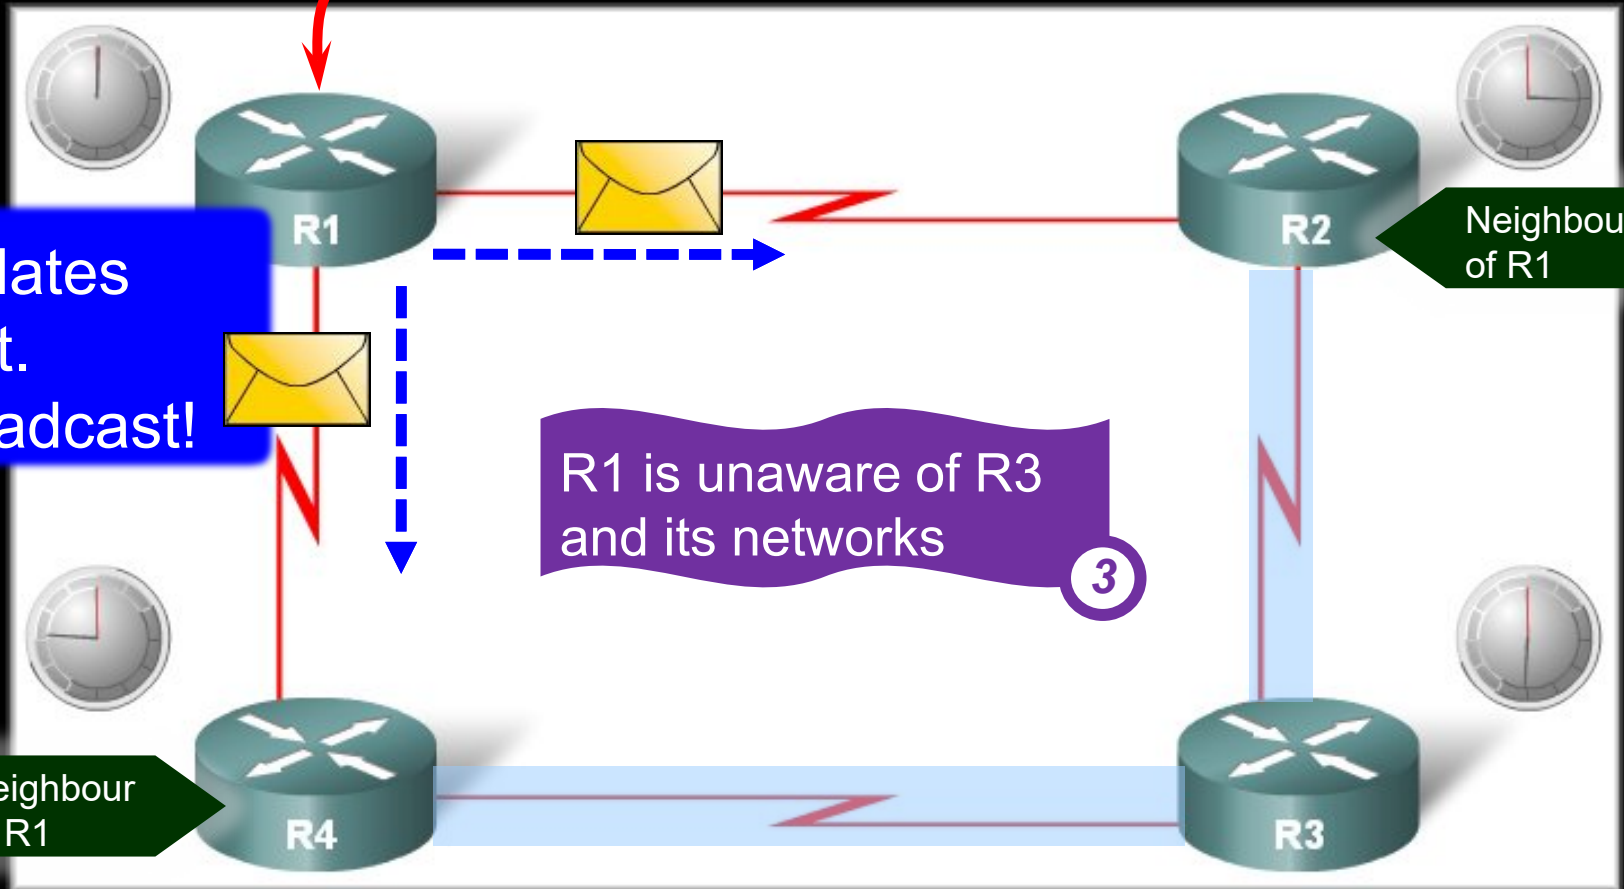 R1
R2
Neighbou
of R1
lates
t.
adcast!
R1 is unaware of R3
and its networks
3
eighbour
R1
R4
R3